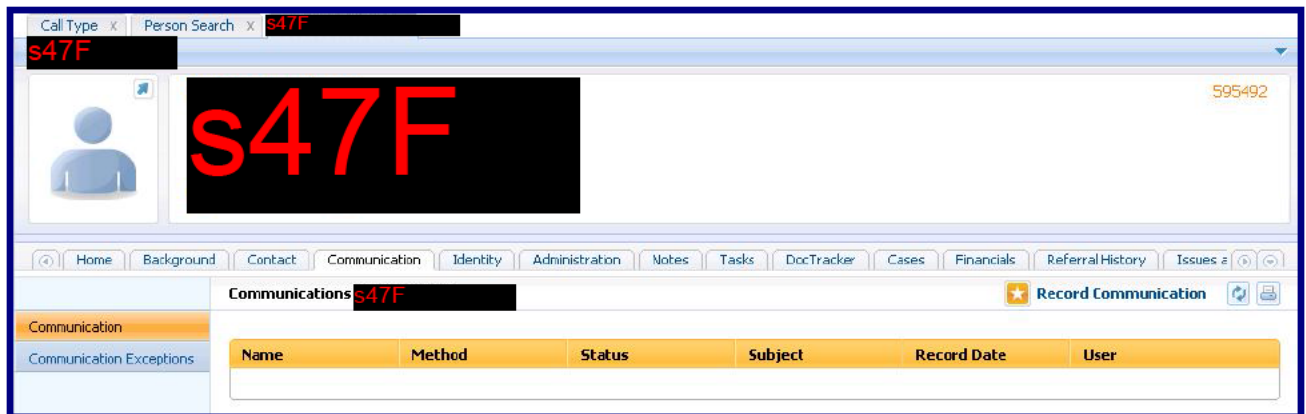 Call Type X Person Search X s47F
s47F
s47F
595492
Home Background Contact Communication Identity Administration Notes Tasks DocTracker Cases Financials Referral History Issues a
Communications s47F Record Communication
Communication
Communication Exceptions
Name Method Status Subject Record Date User